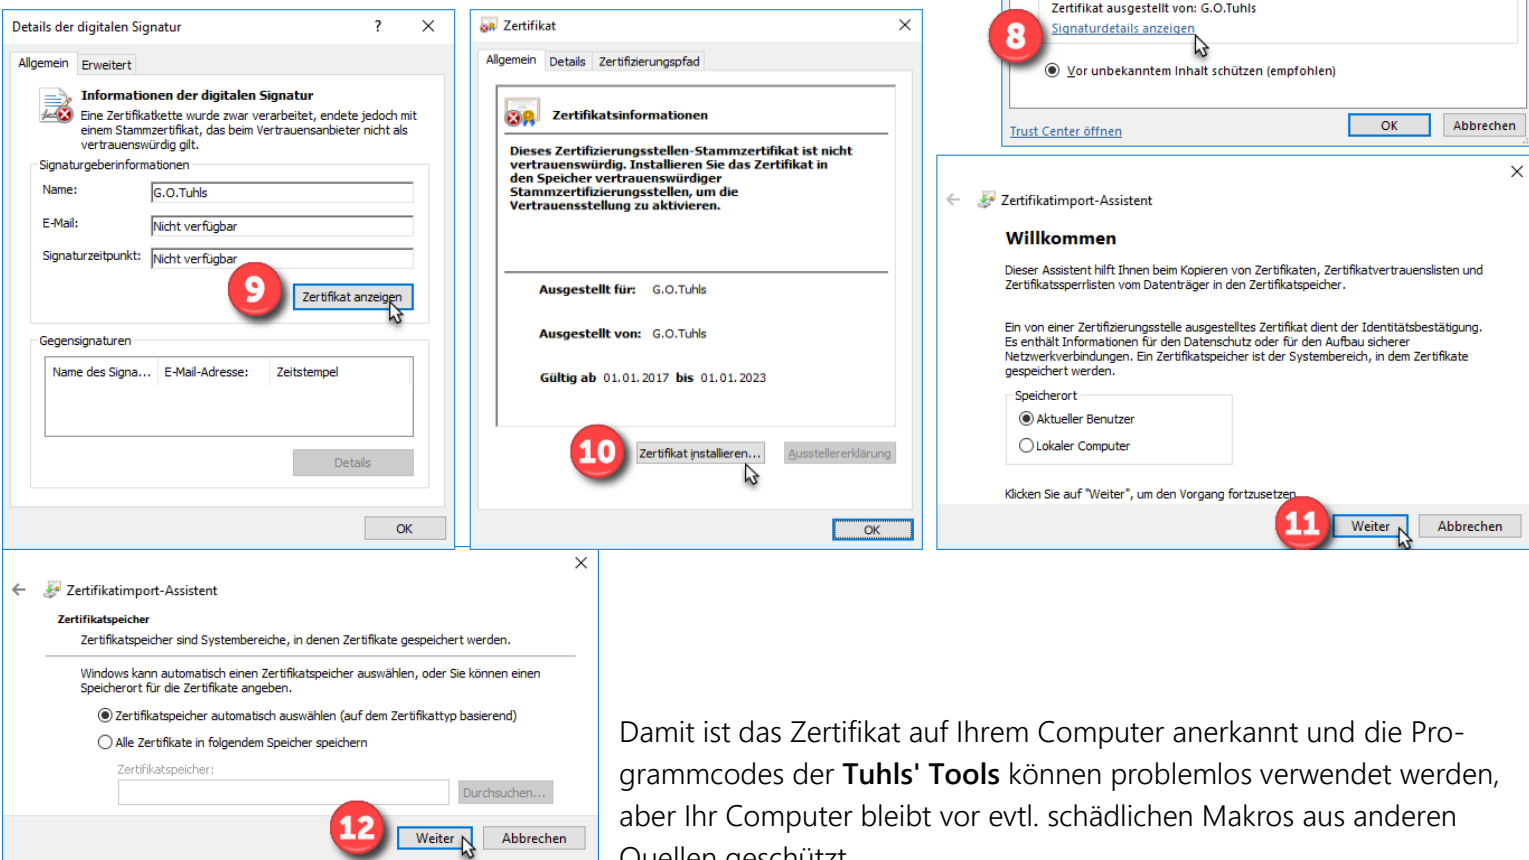 Zertifikat ausgestellt von: G.O.Tuhls
8
Signaturdetails anzeigen
Vor unbekanntem Inhalt schützen (empfohlen)
Trust Center öffnen
OK
Abbrechen
Details der digitalen Signatur
?
Allgemein
Erweitert
Informationen der digitalen Signatur
Eine Zertifikatkette wurde zwar verarbeitet, endete jedoch mit
einem Stammzertifikat, das beim Vertrauensanbieter nicht als
vertrauenswürdig gilt.
Signaturgeberinformationen
Name:
G.O.Tuhls
E-Mail:
Nicht verfügbar
Signaturzeitpunkt:
Nicht verfügbar
9
Zertifikat anzeigen
Gegensignaturen
Name des Signa...
E-Mail-Adresse:
Zeitstempel
Details
OK
Zertifikat
Allgemein
Details
Zertifizierungspfad
Zertifikatsinformationen
Dieses Zertifizierungsstellen-Stammzertifikat ist nicht
vertrauenswürdig. Installieren Sie das Zertifikat in
den Speicher vertrauenswürdiger
Stammzertifizierungsstellen, um die
Vertrauensstellung zu aktivieren.
Ausgestellt für: G.O.Tuhls
Ausgestellt von: G.O.Tuhls
Gültig ab 01.01.2017 bis 01.01.2023
10
Zertifikat installieren...
Ausstellererklärung
OK
Zertifikatimport-Assistent
Willkommen
Dieser Assistent hilft Ihnen beim Kopieren von Zertifikaten, Zertifikatvertrauenslisten und
Zertifikatssperrlisten vom Datenträger in den Zertifikatspeicher.
Ein von einer Zertifizierungsstelle ausgestelltes Zertifikat dient der Identitätsbestätigung.
Es enthält Informationen für den Datenschutz oder für den Aufbau sicherer
Netzwerkverbindungen. Ein Zertifikatspeicher ist der Systembereich, in dem Zertifikate
gespeichert werden.
Speicherort
Aktueller Benutzer
Lokaler Computer
Klicken Sie auf "Weiter", um den Vorgang fortzusetzen
11
Weiter
Abbrechen
Zertifikatimport-Assistent
Zertifikatspeicher
Zertifikatspeicher sind Systembereiche, in denen Zertifikate gespeichert werden.
Windows kann automatisch einen Zertifikatspeicher auswählen, oder Sie können einen
Speicherort für die Zertifikate angeben.
Zertifikatspeicher automatisch auswählen (auf dem Zertifikattyp basierend)
Alle Zertifikate in folgendem Speicher speichern
Zertifikatspeicher:
Durchsuchen...
12
Weiter
Abbrechen
Damit ist das Zertifikat auf Ihrem Computer anerkannt und die Pro-
grammcodes der Tuhls' Tools können problemlos verwendet werden,
aber Ihr Computer bleibt vor evtl. schädlichen Makros aus anderen
Quellen geschützt